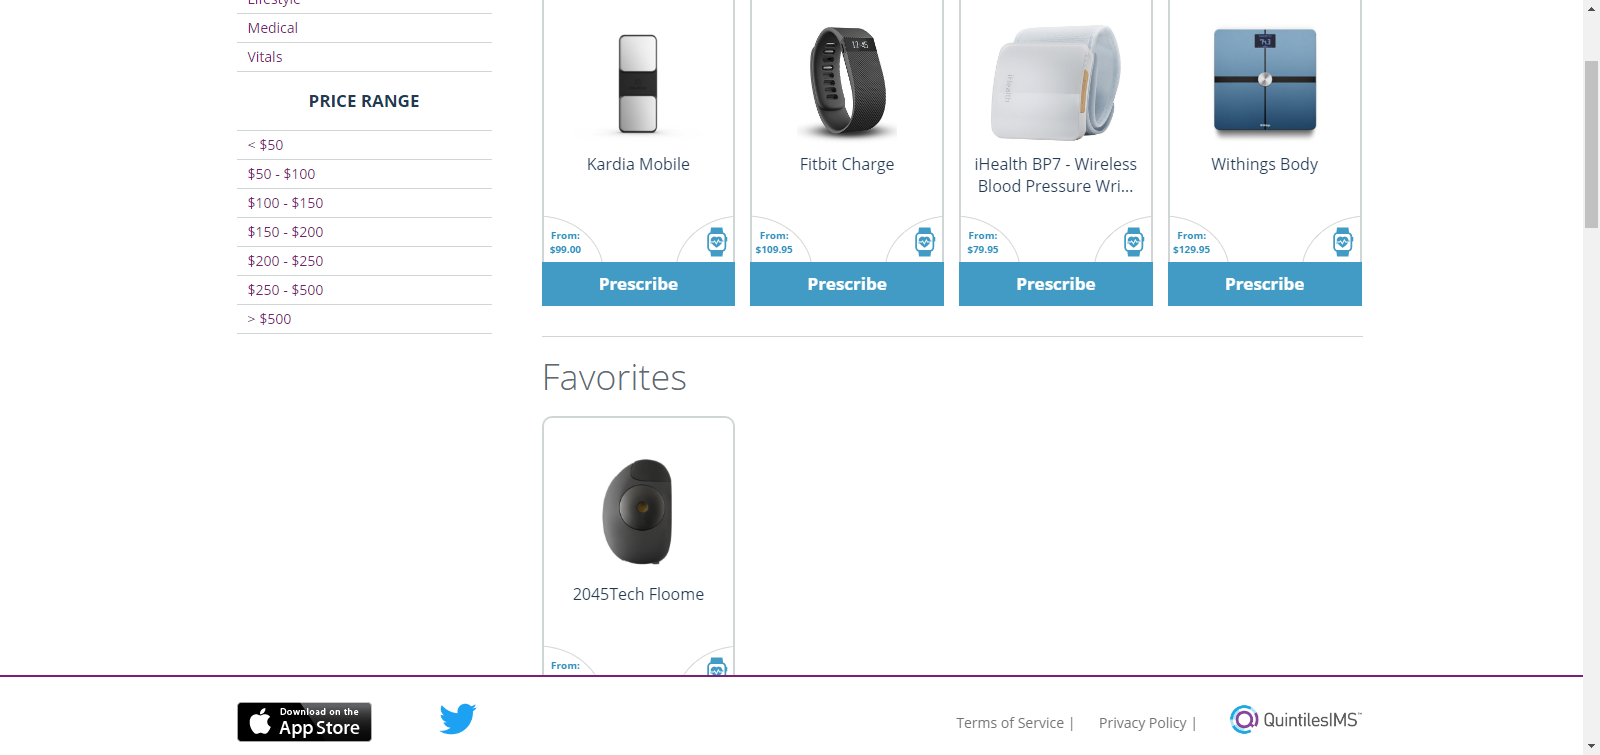 Lifestyle
Medical
Vitals
PRICE RANGE
< $50
$50 - $100
$100 - $150
$150 - $200
$200 - $250
$250 - $500
> $500
12:45
iHealth
Kardia Mobile
Fitbit Charge
iHealth BP7 - Wireless
Blood Pressure Wri...
Withings Body
From:
$99.00
From:
$109.95
From:
$79.95
From:
$129.95
Prescribe
Prescribe
Prescribe
Prescribe
Favorites
2045Tech Floome
From:
Download on the
App Store
Terms of Service |
Privacy Policy |
QuintilesIMS™